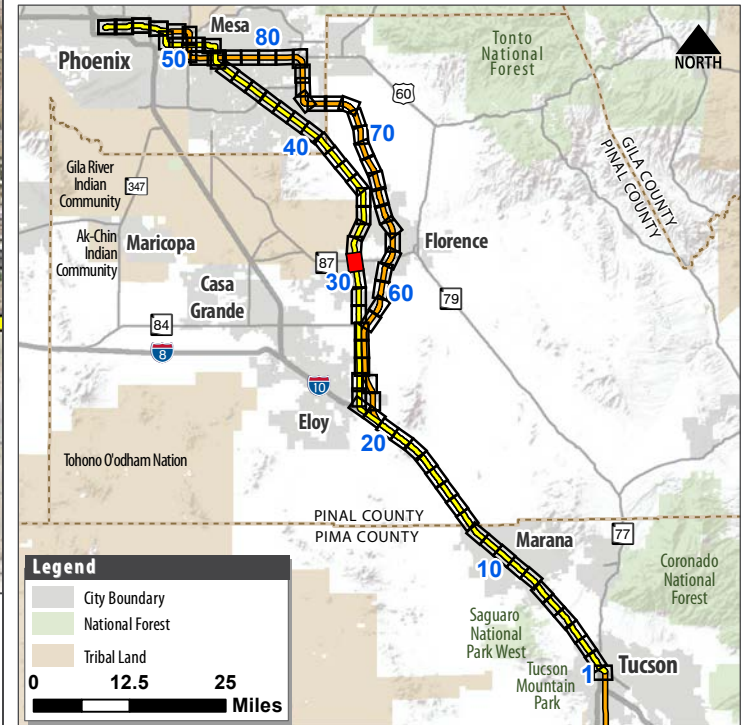 Mesa
80
Phoenix
50
Tonto
National
Forest
NORTH
60
70
40
GILA COUNTY
PINAL COUNTY
Gila River
Indian
Community
347
Ak-Chin
Indian
Community
Maricopa
Florence
87
30
60
Casa
Grande
79
84
8
10
Eloy
20
Tohono O'odham Nation
PINAL COUNTY
PIMA COUNTY
Marana
77
10
Coronado
National
Forest
Saguaro
National
Park West
Tucson
Mountain
Park
1
Tucson
Legend
City Boundary
National Forest
Tribal Land
0 12.5 25
Miles